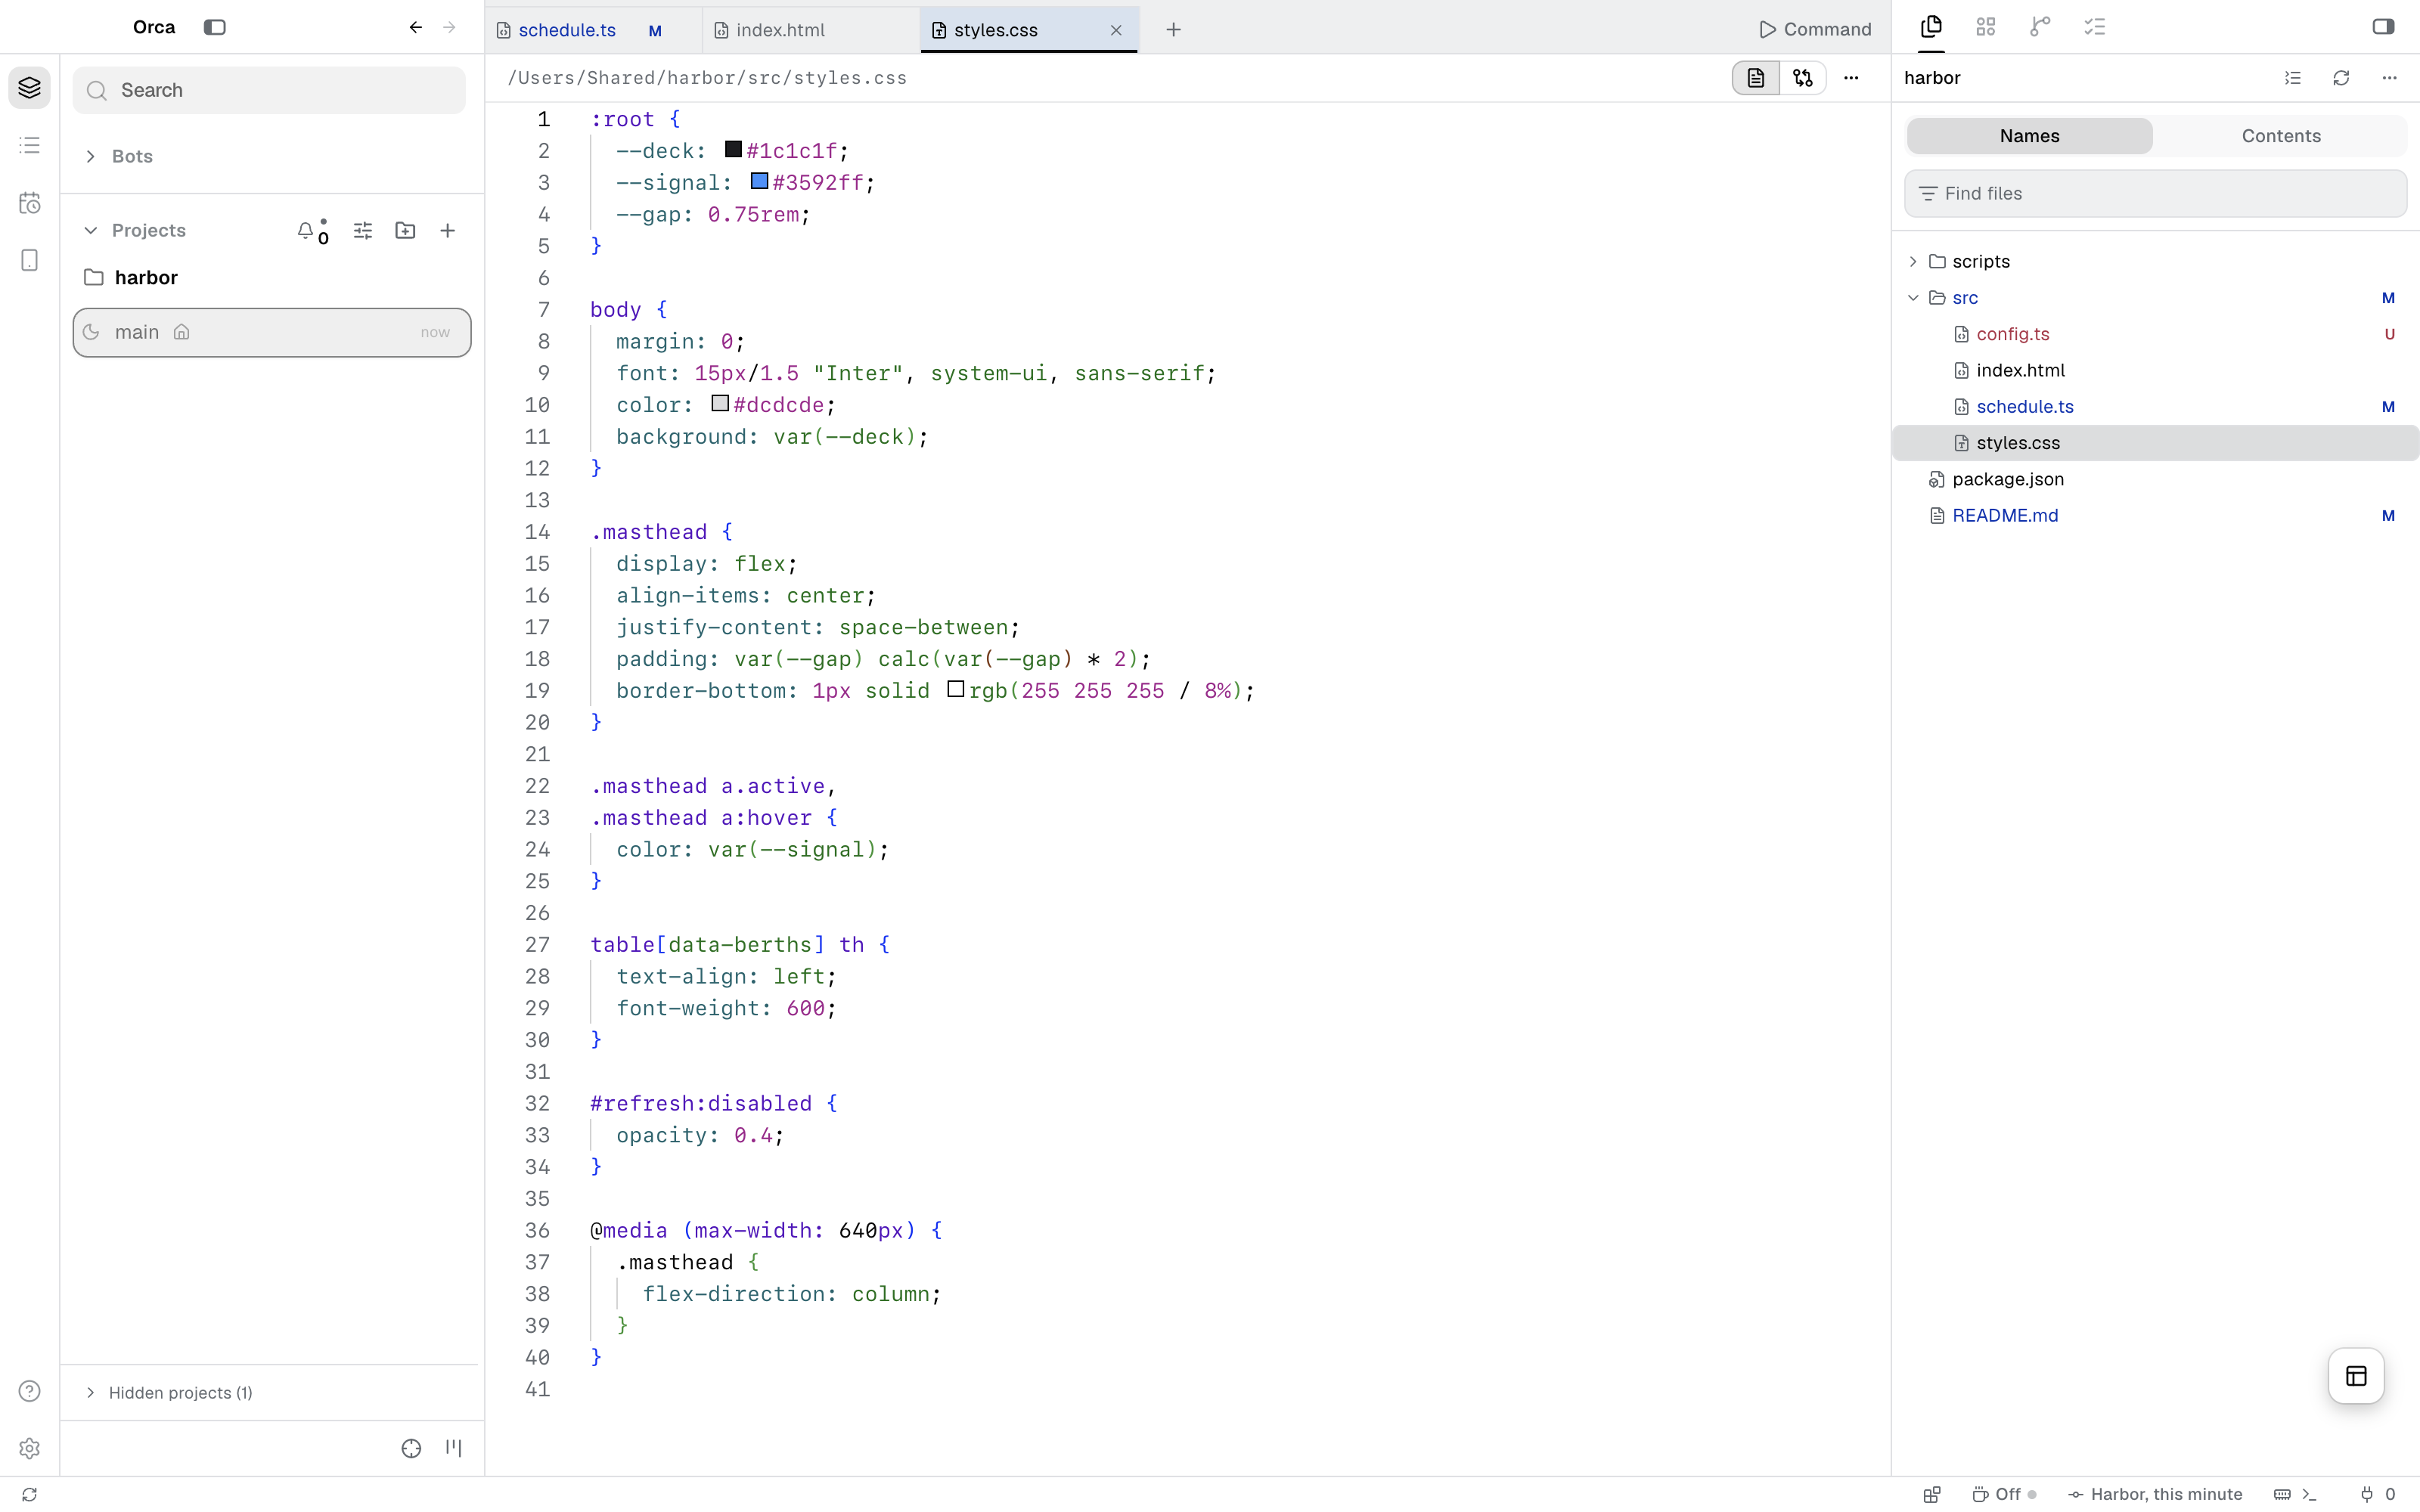 Orca
schedule.ts M
index.html
styles.css
Command
Search
Bots
Projects 0
harbor
main now
Hidden projects (1)
/Users/Shared/harbor/src/styles.css
1 :root {
2 --deck: #1c1c1f;
3 --signal: #3592ff;
4 --gap: 0.75rem;
5 }
6
7 body {
8 margin: 0;
9 font: 15px/1.5 "Inter", system-ui, sans-serif;
10 color: #dcdcde;
11 background: var(--deck);
12 }
13
14 .masthead {
15 display: flex;
16 align-items: center;
17 justify-content: space-between;
18 padding: var(--gap) calc(var(--gap) * 2);
19 border-bottom: 1px solid rgb(255 255 255 / 8%);
20 }
21
22 .masthead a.active,
23 .masthead a:hover {
24 color: var(--signal);
25 }
26
27 table[data-berths] th {
28 text-align: left;
29 font-weight: 600;
30 }
31
32 #refresh:disabled {
33 opacity: 0.4;
34 }
35
36 @media (max-width: 640px) {
37 .masthead {
38 flex-direction: column;
39 }
40 }
41
harbor
Names
Contents
Find files
scripts
src M
config.ts U
index.html
schedule.ts M
styles.css
package.json
README.md M
Off
Harbor, this minute
0